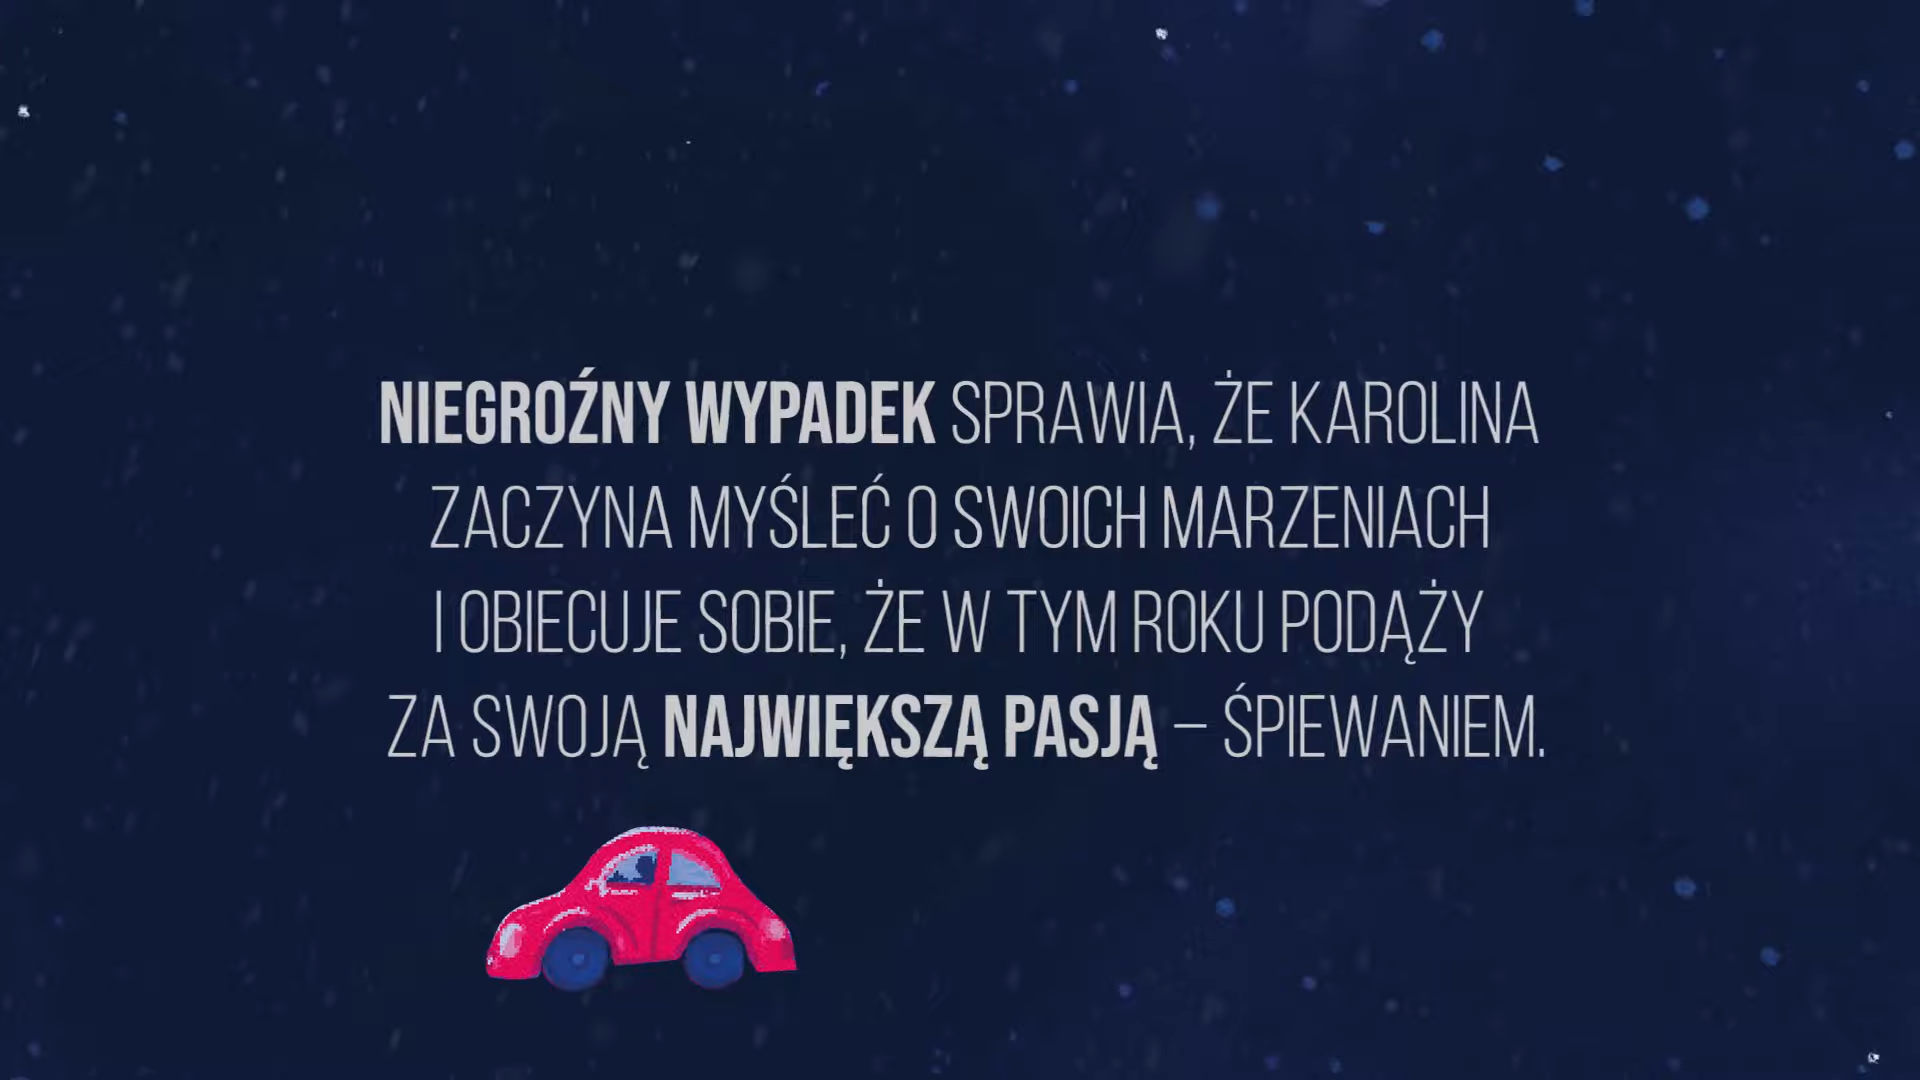 NIEGROŹNY WYPADEK SPRAWIA, ŻE KAROLINA
ZACZYNA MYŚLEĆ O SWOICH MARZENIACH
I OBIECUJE SOBIE, ŻE W TYM ROKU PODĄŻY
ZA SWOJĄ NAJWIĘKSZĄ PASJĄ – ŚPIEWANIEM.